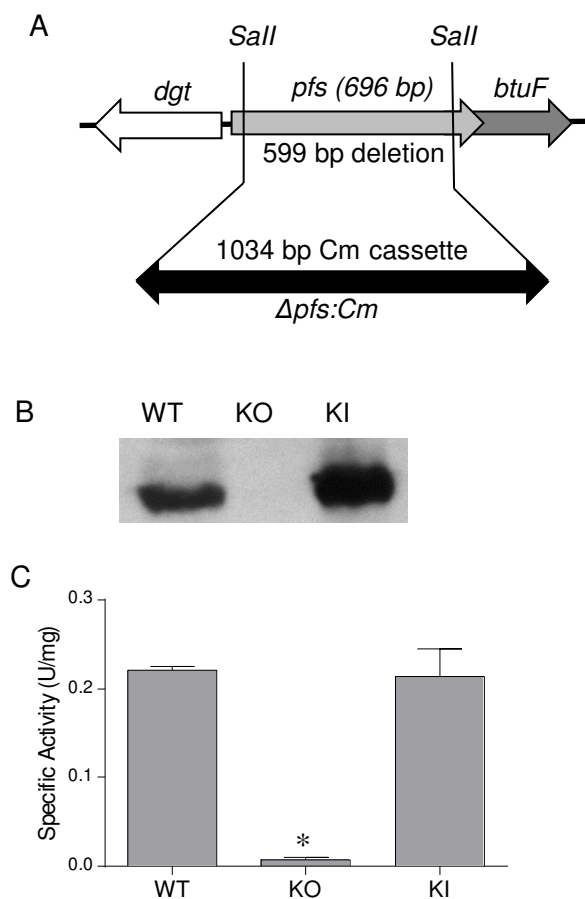 A
SalI SalI
dgt pfs (696 bp) btuF
599 bp deletion
1034 bp Cm cassette
Δpfs:Cm
B
WT KO KI
C
Specific Activity (U/mg)
0.3
0.2
0.1
0.0
*
WT KO KI